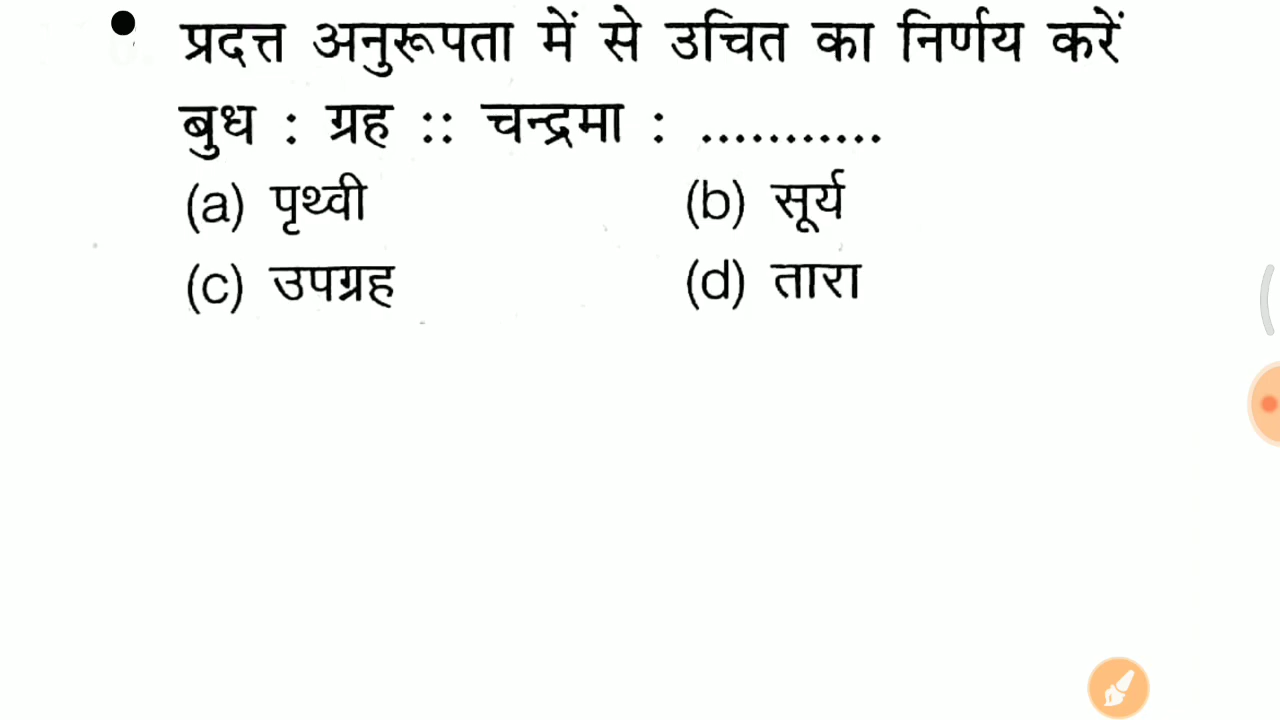 प्रदत्त अनुरूपता में से उचित का निर्णय करें
बुध : ग्रह :: चन्द्रमा : ...........
(a) पृथ्वी (b) सूर्य
(c) उपग्रह (d) तारा